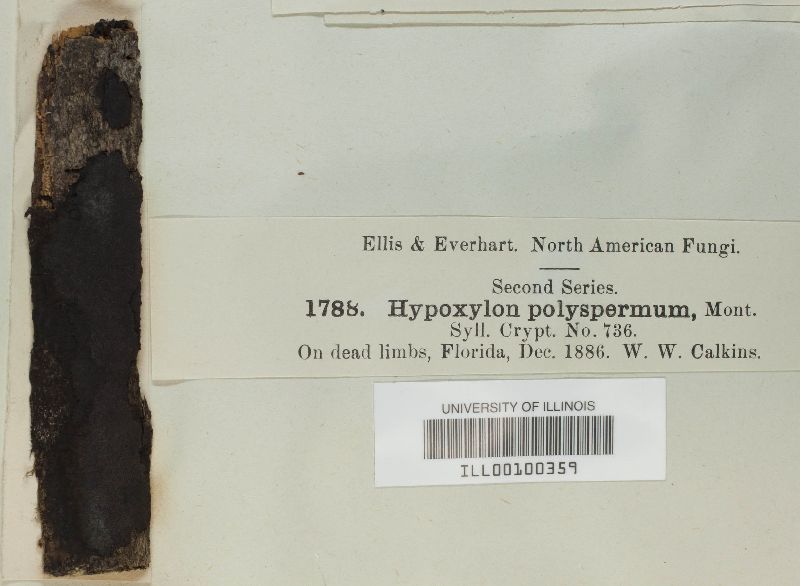 Ellis & Everhart. North American Fungi.
Second Series.
1788. Hypoxylon polyspermum, Mont.
Syll. Crypt. No. 736.
On dead limbs, Florida, Dec. 1886. W. W. Calkins.
UNIVERSITY OF ILLINOIS
ILL00100359